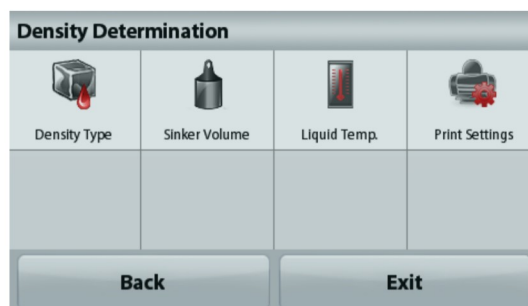 Density Determination
Density Type Sinker Volume Liquid Temp. Print Settings
Back Exit